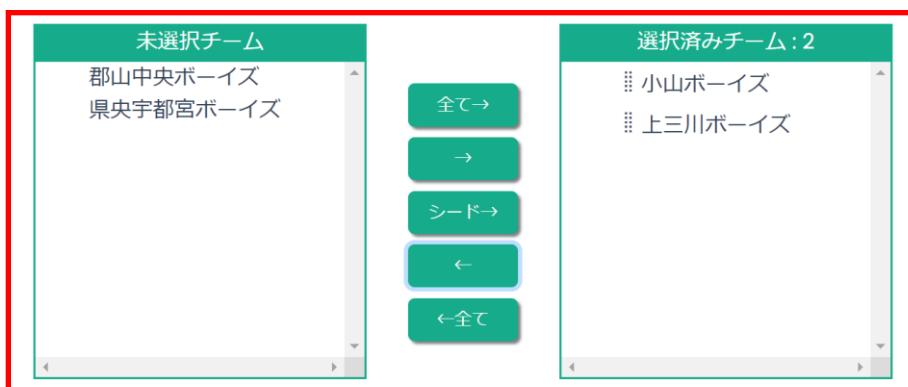 未選択チーム
郡山中央ボーイズ
県央宇都宮ボーイズ
全て→
→
シード→
←
←全て
選択済みチーム : 2
小山ボーイズ
上三川ボーイズ